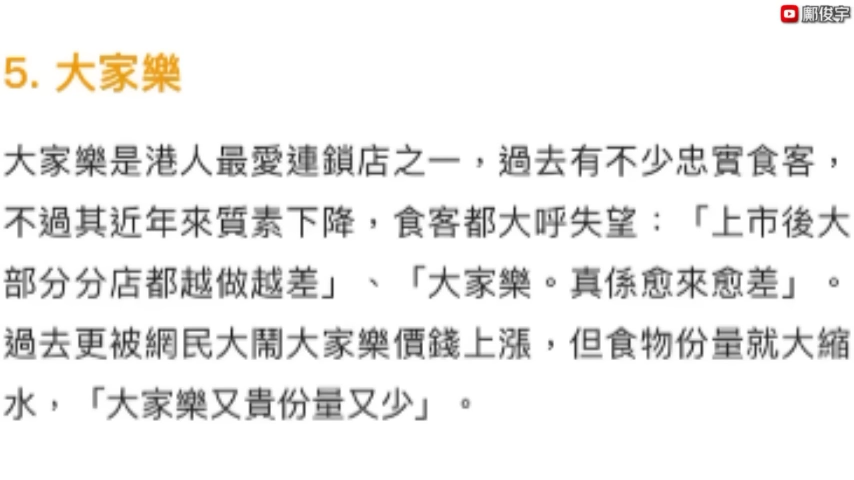 鄺俊宇
5. 大家樂
大家樂是港人最愛連鎖店之一，過去有不少忠實食客，
不過其近年來質素下降，食客都大呼失望：「上市後大
部分分店都越做越差」、「大家樂。真係愈來愈差」。
過去更被網民大鬧大家樂價錢上漲，但食物份量就大縮
水，「大家樂又貴份量又少」。